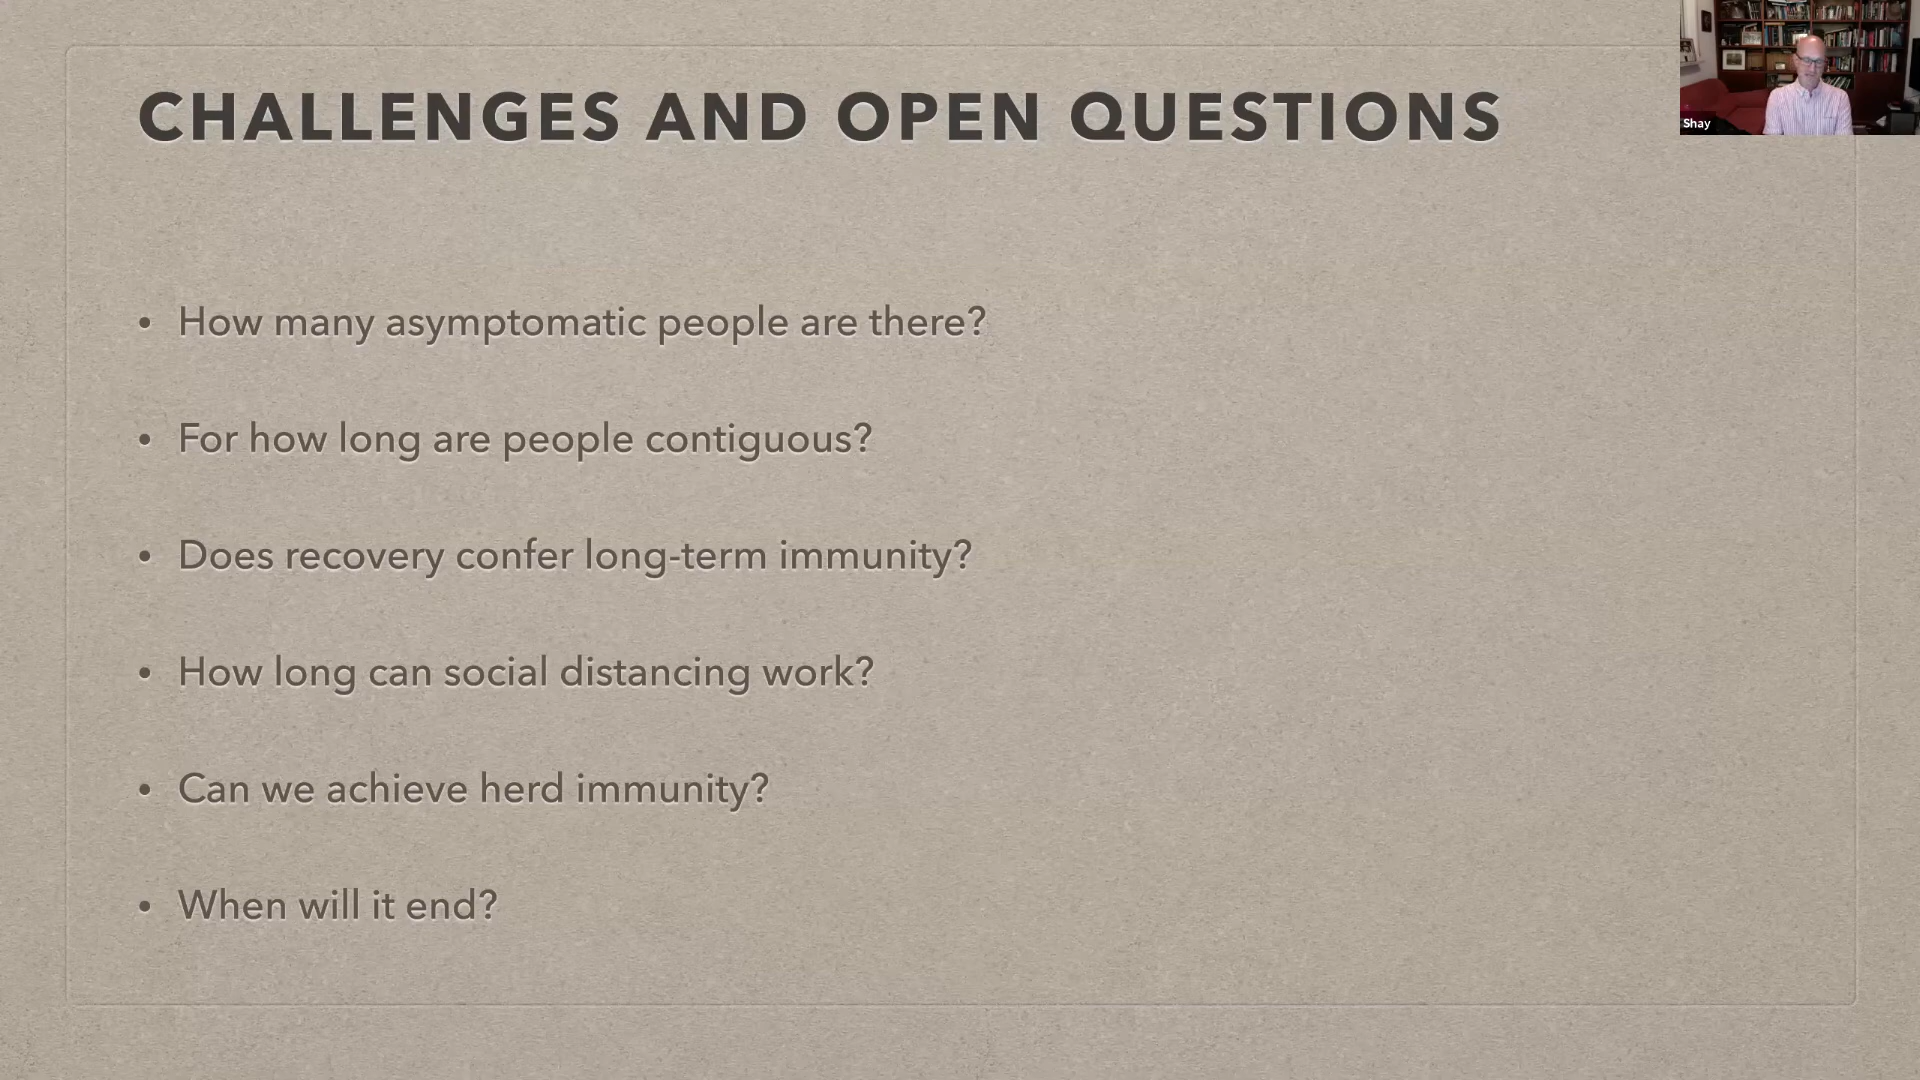 CHALLENGES AND OPEN QUESTIONS
Shay
• How many asymptomatic people are there?
• For how long are people contiguous?
• Does recovery confer long-term immunity?
• How long can social distancing work?
• Can we achieve herd immunity?
• When will it end?